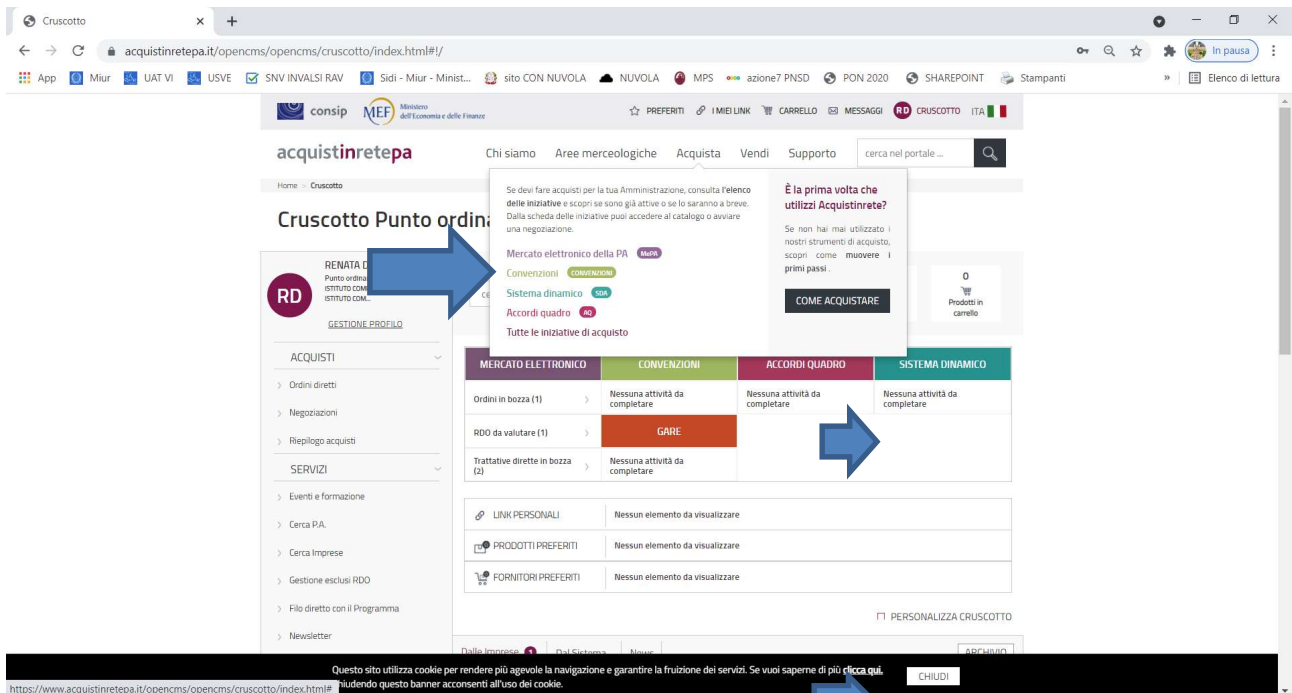 Cruscotto
acquistinretepa.it/opencms/opencms/cruscotto/index.html#!/
In pausa
App Miur UAT VI USVE SNV INVALSI RAV Sidi - Miur - Minist... sito CON NUVOLA NUVOLA MPS azione7 PNSD PON 2020 SHAREPOINT Stampanti » Elenco di lettura
consip MEF Ministero dell'Economia e delle Finanze PREFERITI I MIEI LINK CARRELLO MESSAGGI RD CRUSCOTTO ITA
acquistinretepa Chi siamo Aree merceologiche Acquista Vendi Supporto cerca nel portale ...
Home > Cruscotto
Cruscotto Punto ordina
Se devi fare acquisti per la tua Amministrazione, consulta l'elenco
delle iniziative e scopri se sono già attive o se lo saranno a breve.
Dalla scheda delle iniziative puoi accedere al catalogo o avviare
una negoziazione.
Mercato elettronico della PA MePA
Convenzioni CONVENZIONI
Sistema dinamico SDA
Accordi quadro AQ
Tutte le iniziative di acquisto
È la prima volta che
utilizzi Acquistinrete?
Se non hai mai utilizzato i
nostri strumenti di acquisto,
scopri come muovere i
primi passi .
COME ACQUISTARE
RD
RENATA D
Punto ordina
ISTITUTO COM
ISTITUTO COM...
GESTIONE PROFILO
ce
0
Prodotti in
carrello
ACQUISTI
Ordini diretti
Negoziazioni
Riepilogo acquisti
SERVIZI
Eventi e formazione
Cerca P.A.
Cerca Imprese
Gestione esclusi RDO
Filo diretto con il Programma
Newsletter
MERCATO ELETTRONICO CONVENZIONI ACCORDI QUADRO SISTEMA DINAMICO
Ordini in bozza (1)
Nessuna attività da
completare
Nessuna attività da
completare
Nessuna attività da
completare
RDO da valutare (1)
GARE
Trattative dirette in bozza
(2)
Nessuna attività da
completare
LINK PERSONALI Nessun elemento da visualizzare
PRODOTTI PREFERITI Nessun elemento da visualizzare
FORNITORI PREFERITI Nessun elemento da visualizzare
PERSONALIZZA CRUSCOTTO
Dalle Imprese 1 Dal Sistema News ARCHIVIO
Questo sito utilizza cookie per rendere più agevole la navigazione e garantire la fruizione dei servizi. Se vuoi saperne di più clicca qui.
hiudendo questo banner acconsenti all'uso dei cookie.
CHIUDI
https://www.acquistinretepa.it/opencms/opencms/cruscotto/index.html#